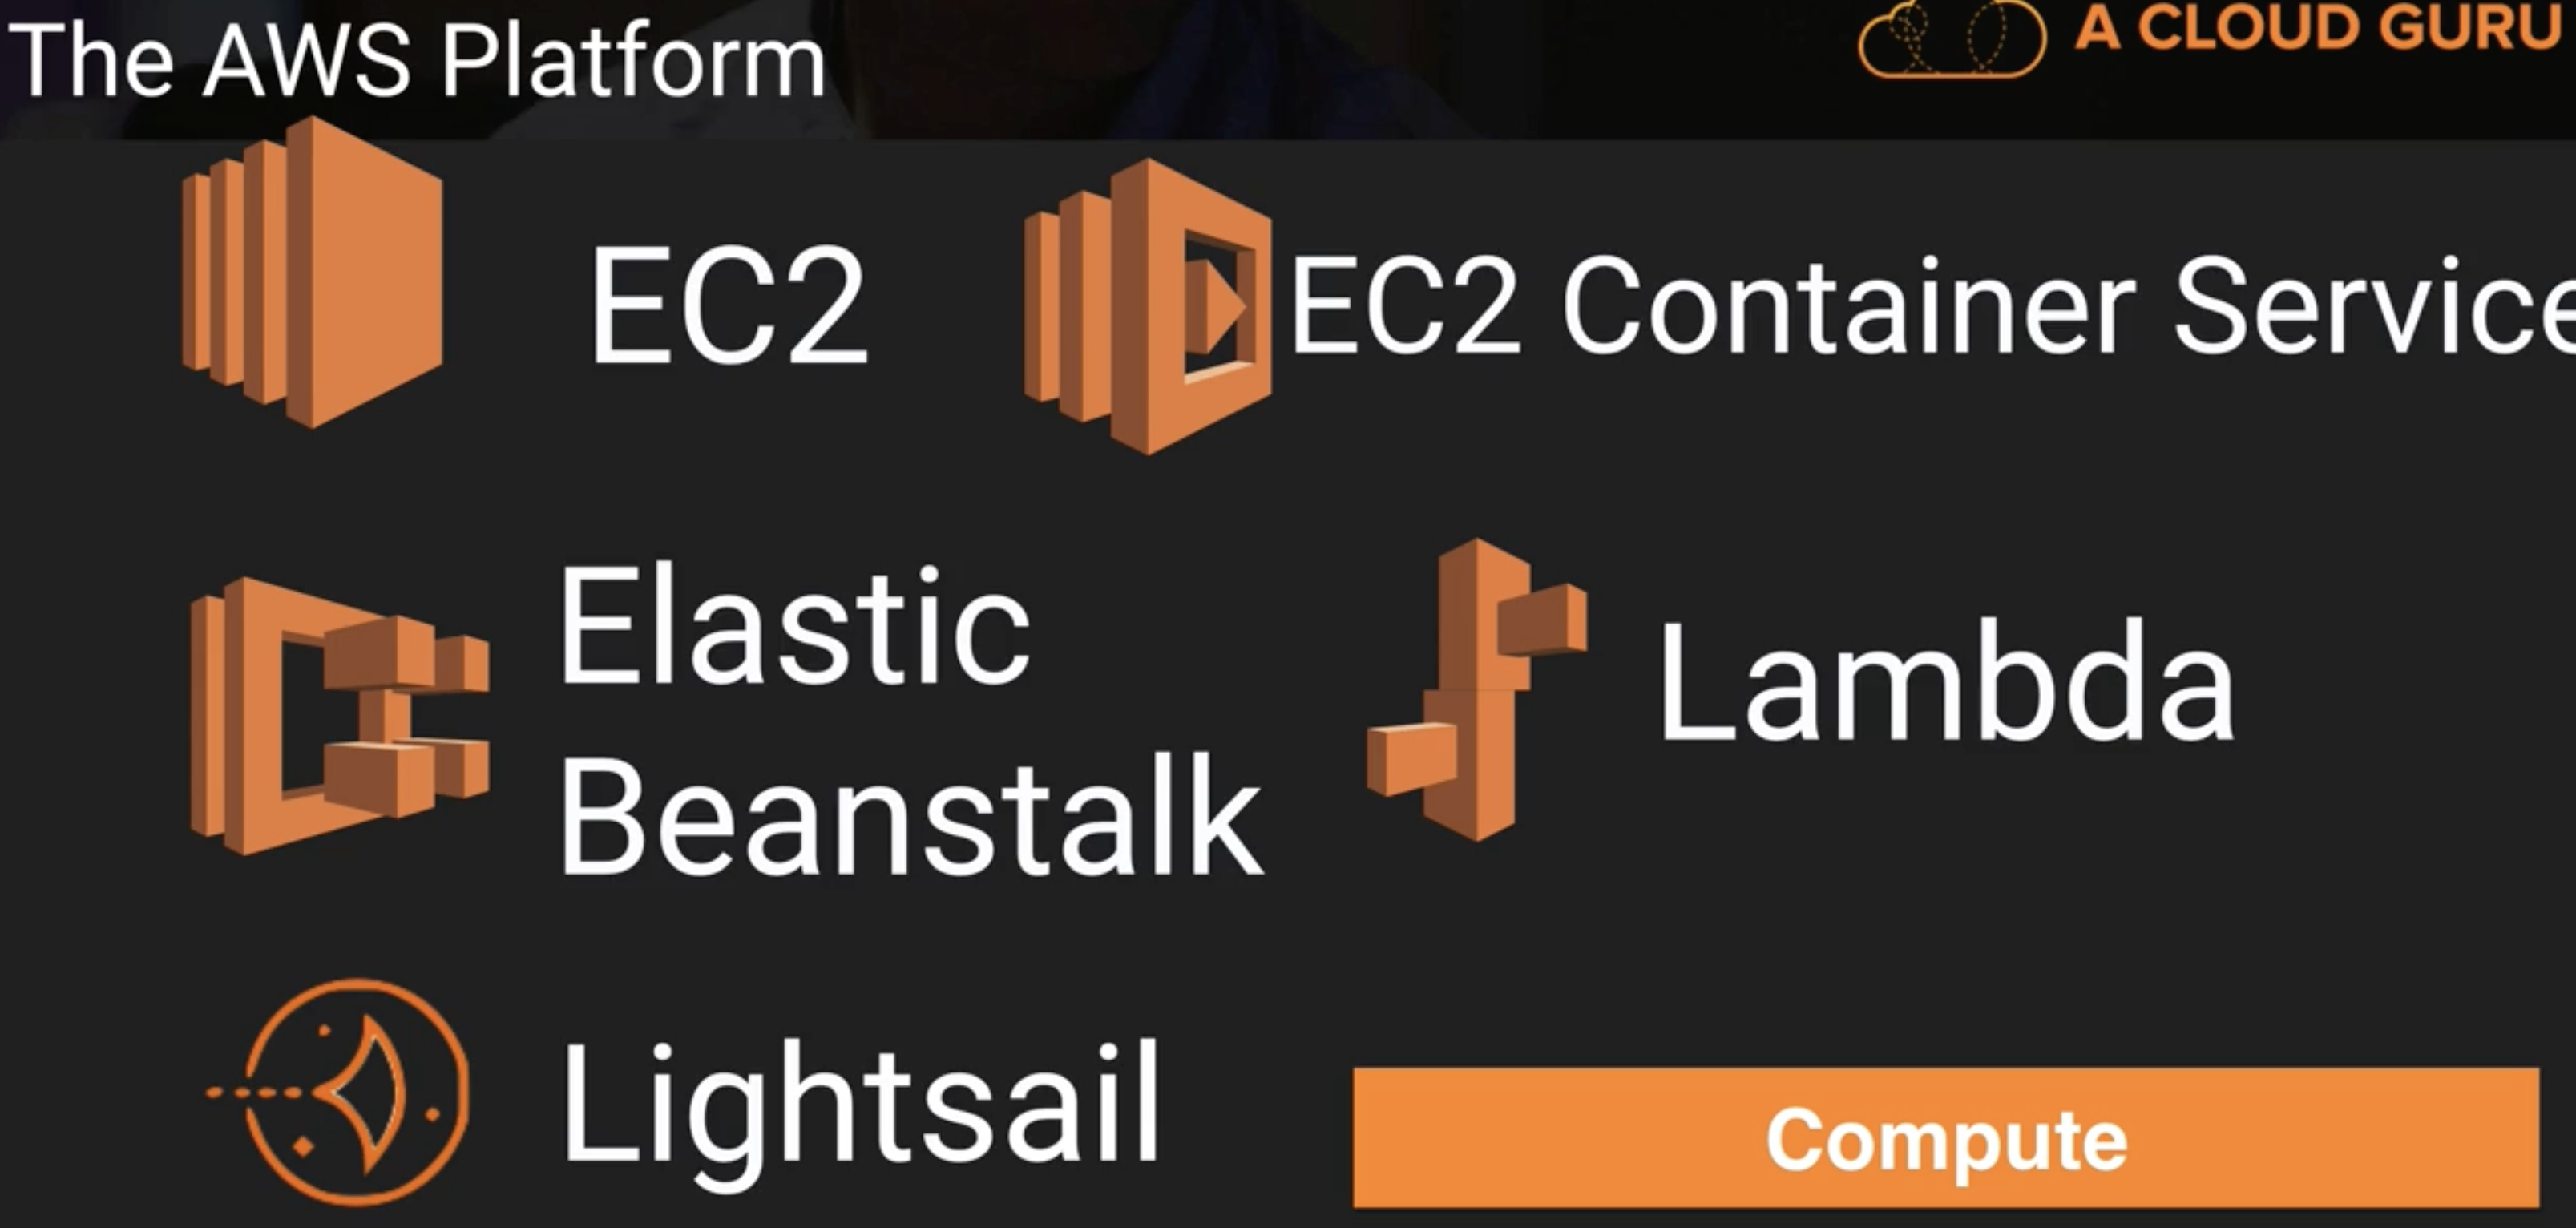 The AWS Platform
A CLOUD GURU
EC2
EC2 Container Service
Elastic
Beanstalk
Lambda
Lightsail
Compute